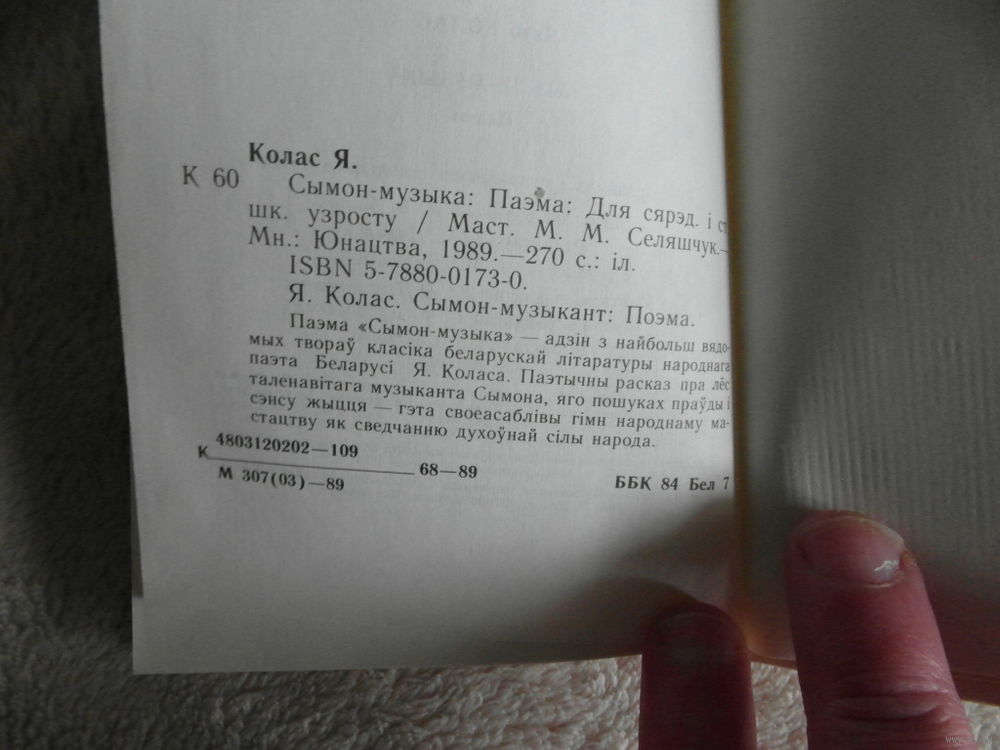 Колас Я.
К 60 Сымон-музыка: Паэма: Для сярэд. і
шк. узросту / Маст. М. М. Селяшчук.—
Мн.: Юнацтва, 1989.—270 с.: іл.
ISBN 5-7880-0173-0.
Я. Колас. Сымон-музыкант: Поэма.
Паэма «Сымон-музыка» — адзін з найбольш вядо-
мых твораў класіка беларускай літаратуры народнага
паэта Беларусі Я. Коласа. Паэтычны расказ пра лёс
таленавітага музыканта Сымона, яго пошуках праўды і
сэнсу жыцця — гэта своеасаблівы гімн народнаму ма-
стацтву як сведчанню духоўнай сілы народа.
К 4803120202—109
68—89
М 307(03)—89
ББК 84 Бел 7